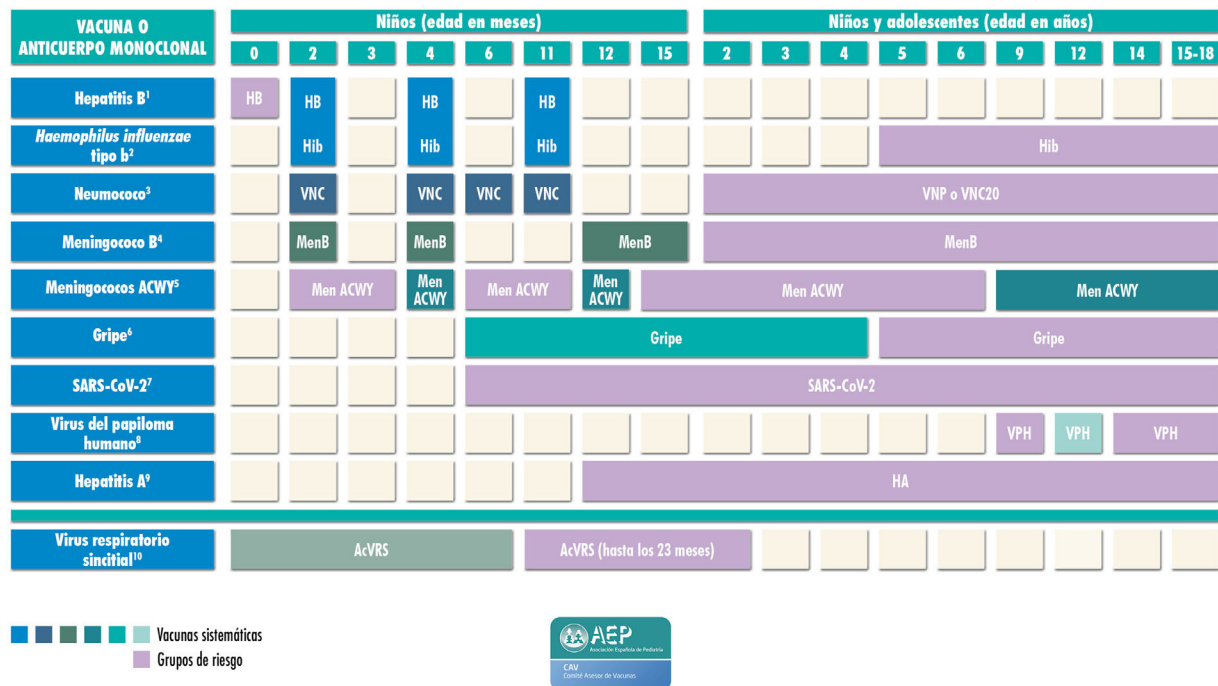 VACUNA O
ANTICUERPO MONOCLONAL
Niños (edad en meses)
Niños y adolescentes (edad en años)
0 2 3 4 6 11 12 15 2 3 4 5 6 9 12 14 15-18
Hepatitis B¹
HB HB HB HB
Haemophilus influenzae
tipo b²
Hib Hib Hib Hib
Neumococo³
VNC VNC VNC VNC VNP o VNC20
Meningococo B⁴
MenB MenB MenB MenB
Meningococos ACWY⁵
Men ACWY
Men
ACWY
Men ACWY
Men
ACWY
Men ACWY
Men ACWY
Gripe⁶
Gripe Gripe
SARS-CoV-2⁷
SARS-CoV-2
Virus del papiloma
humano⁸
VPH VPH VPH
Hepatitis A⁹
HA
Virus respiratorio
sincitial¹⁰
AcVRS AcVRS (hasta los 23 meses)
Vacunas sistemáticas
Grupos de riesgo
AEP
Asociación Española de Pediatría
CAV
Comité Asesor de Vacunas